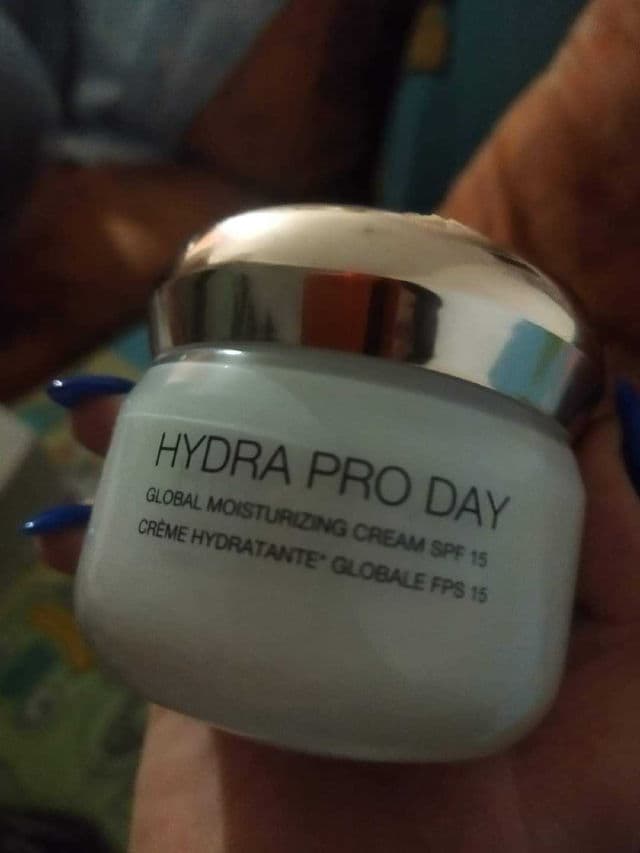 HYDRA PRO DAY
GLOBAL MOISTURIZING CREAM SPF 15
CRÈME HYDRATANTE* GLOBALE FPS 15